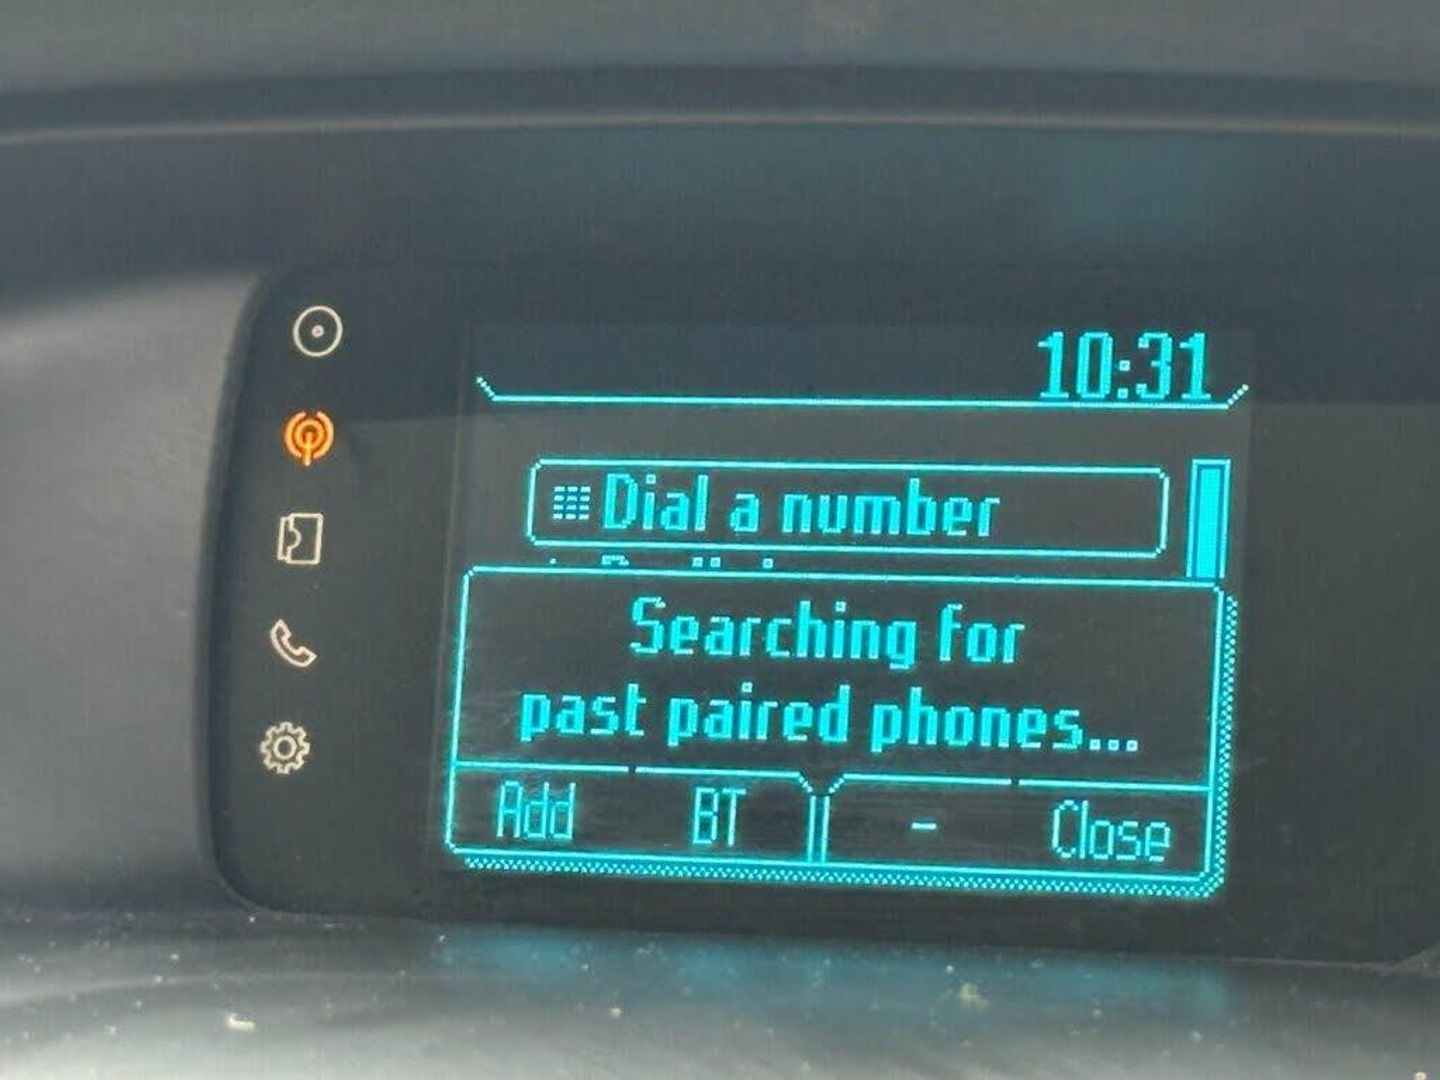 10:31
Dial a number
Searching for
past paired phones...
Add BT - Close